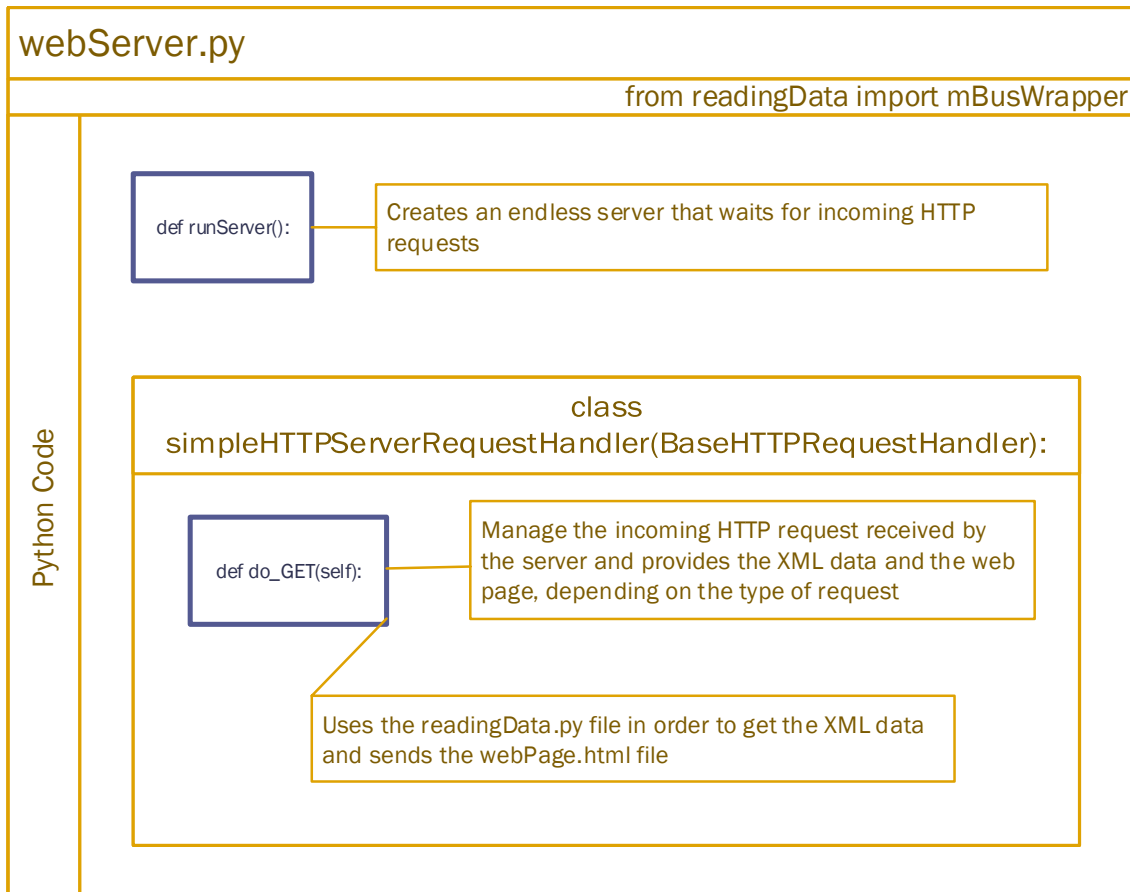 webServer.py
from readingData import mBusWrapper
Python Code
def runServer():
Creates an endless server that waits for incoming HTTP
requests
class
simpleHTTPServerRequestHandler(BaseHTTPRequestHandler):
def do_GET(self):
Manage the incoming HTTP request received by
the server and provides the XML data and the web
page, depending on the type of request
Uses the readingData.py file in order to get the XML data
and sends the webPage.html file